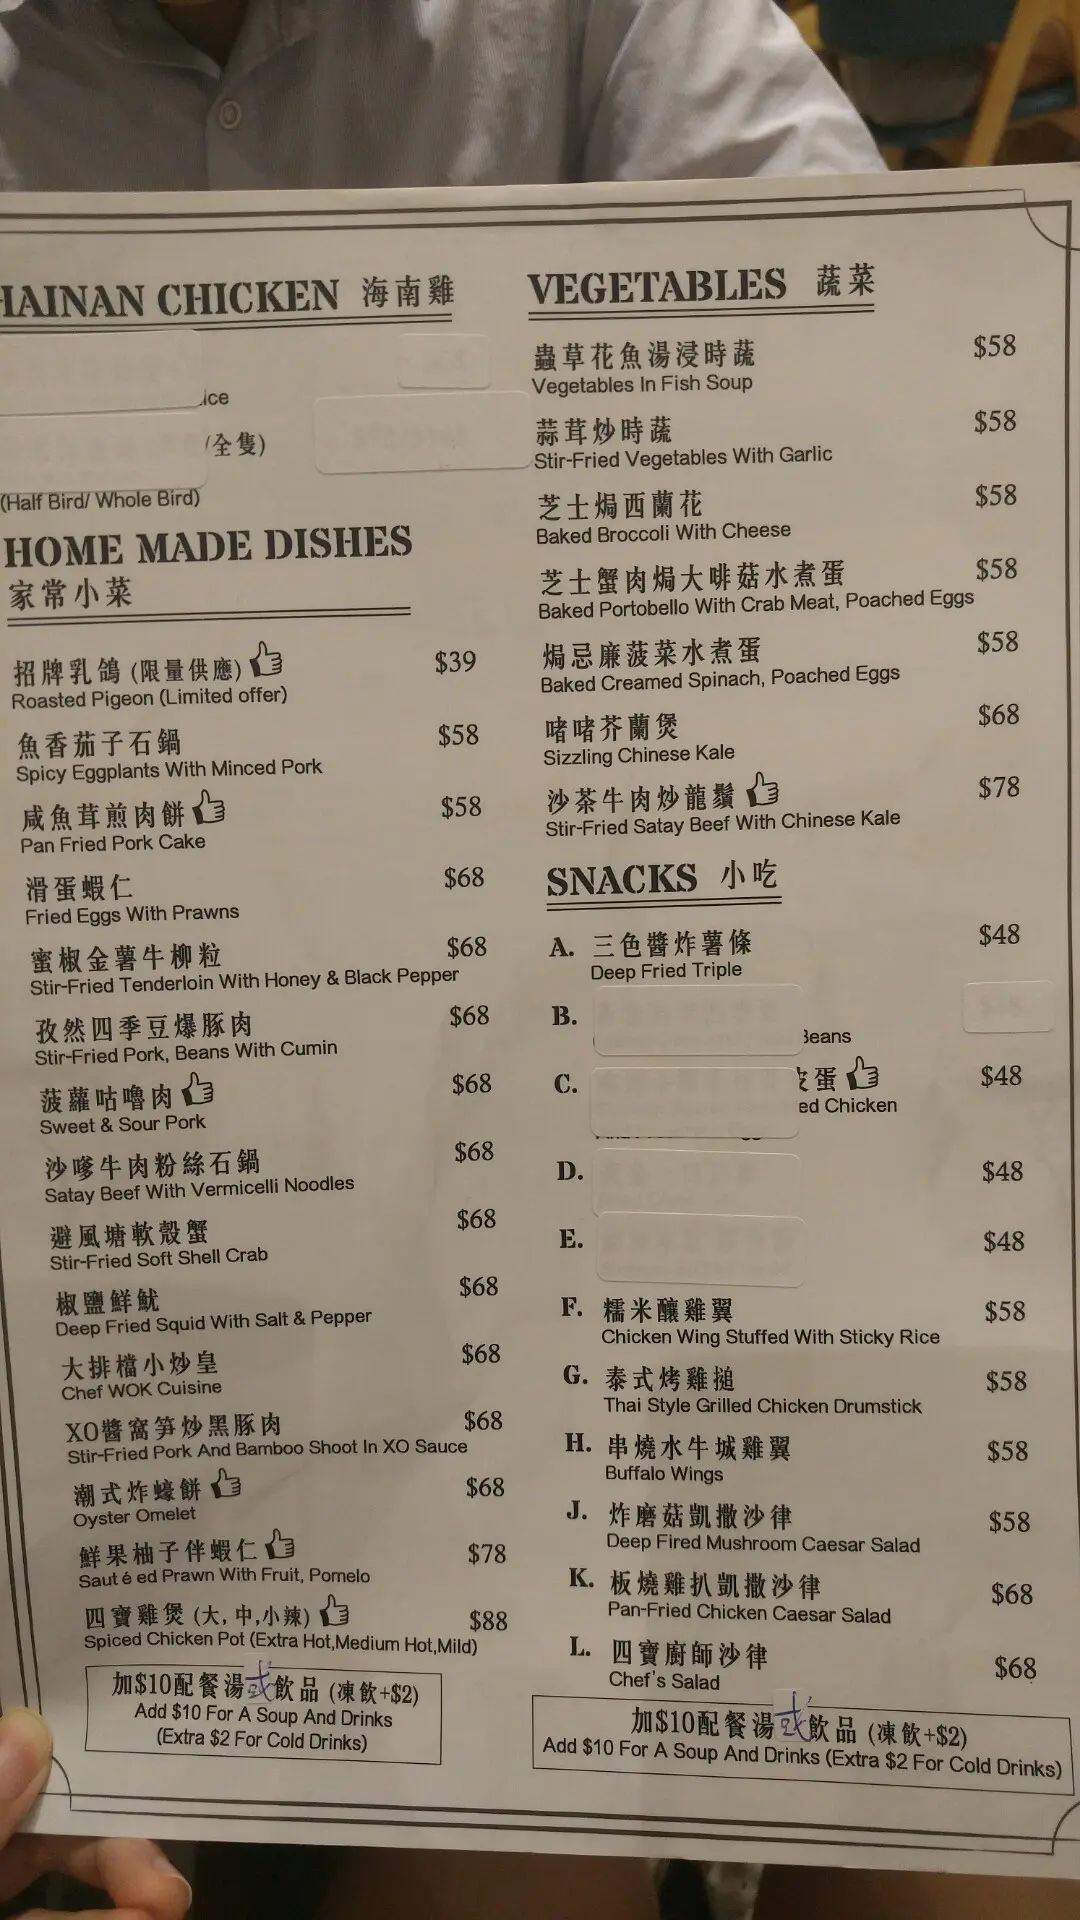 HAINAN CHICKEN 海南雞
/全隻)
(Half Bird/ Whole Bird)
HOME MADE DISHES
家常小菜
招牌乳鴿 (限量供應) $39
Roasted Pigeon (Limited offer)
魚香茄子石鍋 $58
Spicy Eggplants With Minced Pork
咸魚茸煎肉餅 $58
Pan Fried Pork Cake
滑蛋蝦仁 $68
Fried Eggs With Prawns
蜜椒金薯牛柳粒 $68
Stir-Fried Tenderloin With Honey & Black Pepper
孜然四季豆爆豚肉 $68
Stir-Fried Pork, Beans With Cumin
菠蘿咕嚕肉 $68
Sweet & Sour Pork
沙嗲牛肉粉絲石鍋 $68
Satay Beef With Vermicelli Noodles
避風塘軟殼蟹 $68
Stir-Fried Soft Shell Crab
椒鹽鮮魷 $68
Deep Fried Squid With Salt & Pepper
大排檔小炒皇 $68
Chef WOK Cuisine
XO醬窩笋炒黑豚肉 $68
Stir-Fried Pork And Bamboo Shoot In XO Sauce
潮式炸蠔餅 $68
Oyster Omelet
鮮果柚子伴蝦仁 $78
Saut é ed Prawn With Fruit, Pomelo
四寶雞煲 (大,中,小辣) $88
Spiced Chicken Pot (Extra Hot,Medium Hot,Mild)
加$10配餐湯或飲品 (凍飲+$2)
Add $10 For A Soup And Drinks
(Extra $2 For Cold Drinks)
VEGETABLES 蔬菜
蟲草花魚湯浸時蔬 $58
Vegetables In Fish Soup
蒜茸炒時蔬 $58
Stir-Fried Vegetables With Garlic
芝士焗西蘭花 $58
Baked Broccoli With Cheese
芝士蟹肉焗大啡菇水煮蛋 $58
Baked Portobello With Crab Meat, Poached Eggs
焗忌廉菠菜水煮蛋 $58
Baked Creamed Spinach, Poached Eggs
啫啫芥蘭煲 $68
Sizzling Chinese Kale
沙茶牛肉炒龍鬚 $78
Stir-Fried Satay Beef With Chinese Kale
SNACKS 小吃
A. 三色醬炸薯條 $48
Deep Fried Triple
B.
Beans
C. 皮蛋 $48
ed Chicken
D. $48
E. $48
F. 糯米釀雞翼 $58
Chicken Wing Stuffed With Sticky Rice
G. 泰式烤雞搥 $58
Thai Style Grilled Chicken Drumstick
H. 串燒水牛城雞翼 $58
Buffalo Wings
J. 炸磨菇凱撒沙律 $58
Deep Fired Mushroom Caesar Salad
K. 板燒雞扒凱撒沙律 $68
Pan-Fried Chicken Caesar Salad
L. 四寶廚師沙律 $68
Chef's Salad
加$10配餐湯或飲品 (凍飲+$2)
Add $10 For A Soup And Drinks (Extra $2 For Cold Drinks)